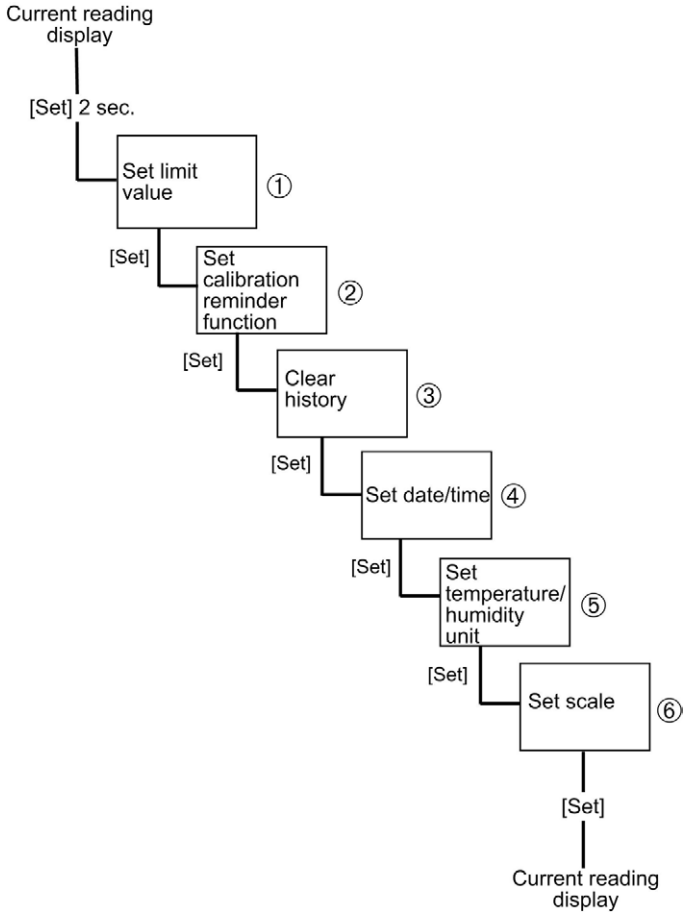 Current reading
display
[Set] 2 sec.
Set limit
value
①
[Set]
Set
calibration
reminder
function
②
[Set]
Clear
history
③
[Set]
Set date/time
④
[Set]
Set
temperature/
humidity
unit
⑤
[Set]
Set scale
⑥
[Set]
Current reading
display